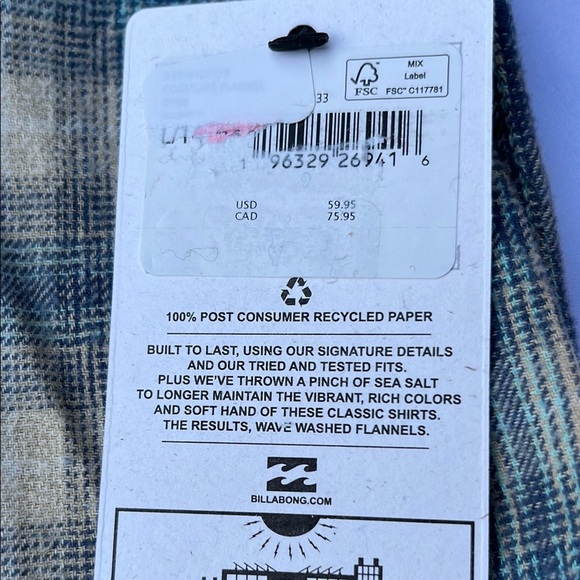 MIX
Label
FSC
FSC™ C117781
33
L/
1 96329 26941 6
USD 59.95
CAD 75.95
100% POST CONSUMER RECYCLED PAPER
BUILT TO LAST, USING OUR SIGNATURE DETAILS
AND OUR TRIED AND TESTED FITS.
PLUS WE'VE THROWN A PINCH OF SEA SALT
TO LONGER MAINTAIN THE VIBRANT, RICH COLORS
AND SOFT HAND OF THESE CLASSIC SHIRTS.
THE RESULTS, WAVE WASHED FLANNELS.
BILLABONG.COM